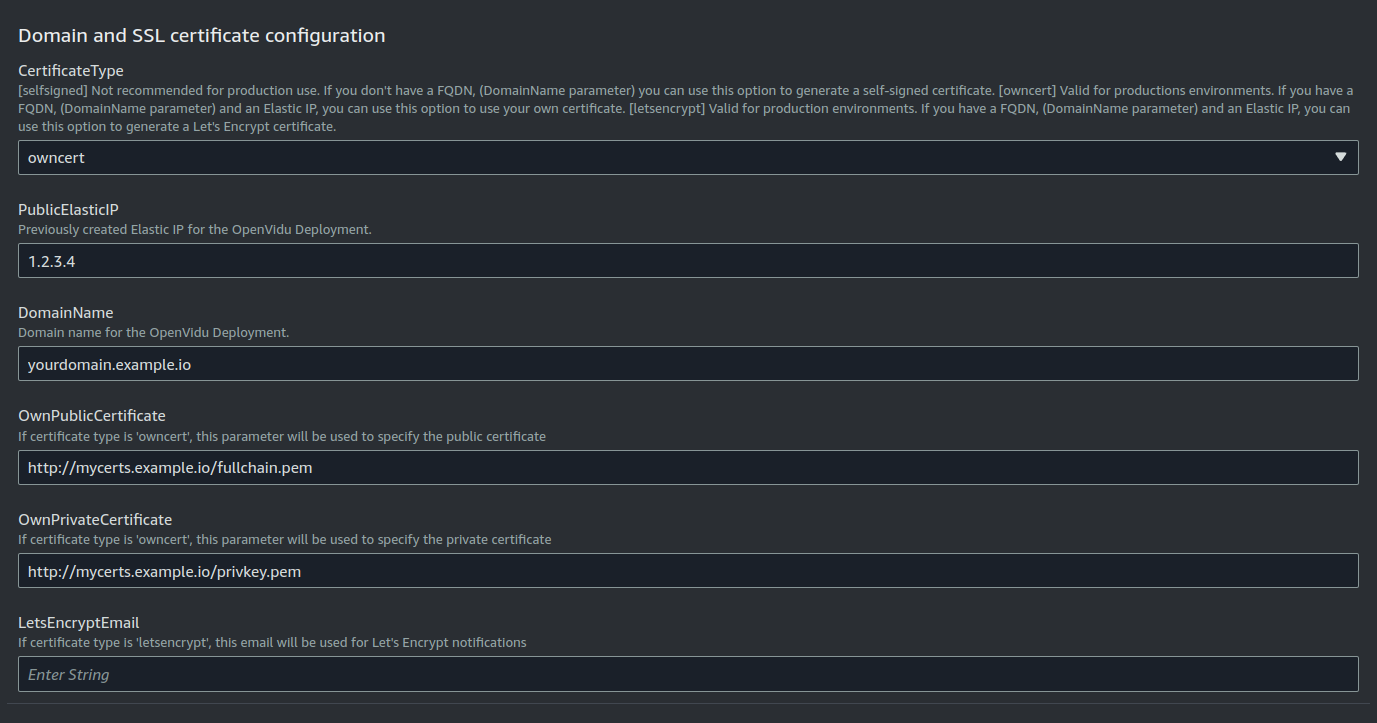 Domain and SSL certificate configuration
CertificateType
[selfsigned] Not recommended for production use. If you don't have a FQDN, (DomainName parameter) you can use this option to generate a self-signed certificate. [owncert] Valid for productions environments. If you have a
FQDN, (DomainName parameter) and an Elastic IP, you can use this option to use your own certificate. [letsencrypt] Valid for production environments. If you have a FQDN, (DomainName parameter) and an Elastic IP, you can
use this option to generate a Let's Encrypt certificate.
owncert
PublicElasticIP
Previously created Elastic IP for the OpenVidu Deployment.
1.2.3.4
DomainName
Domain name for the OpenVidu Deployment.
yourdomain.example.io
OwnPublicCertificate
If certificate type is 'owncert', this parameter will be used to specify the public certificate
http://mycerts.example.io/fullchain.pem
OwnPrivateCertificate
If certificate type is 'owncert', this parameter will be used to specify the private certificate
http://mycerts.example.io/privkey.pem
LetsEncryptEmail
If certificate type is 'letsencrypt', this email will be used for Let's Encrypt notifications
Enter String